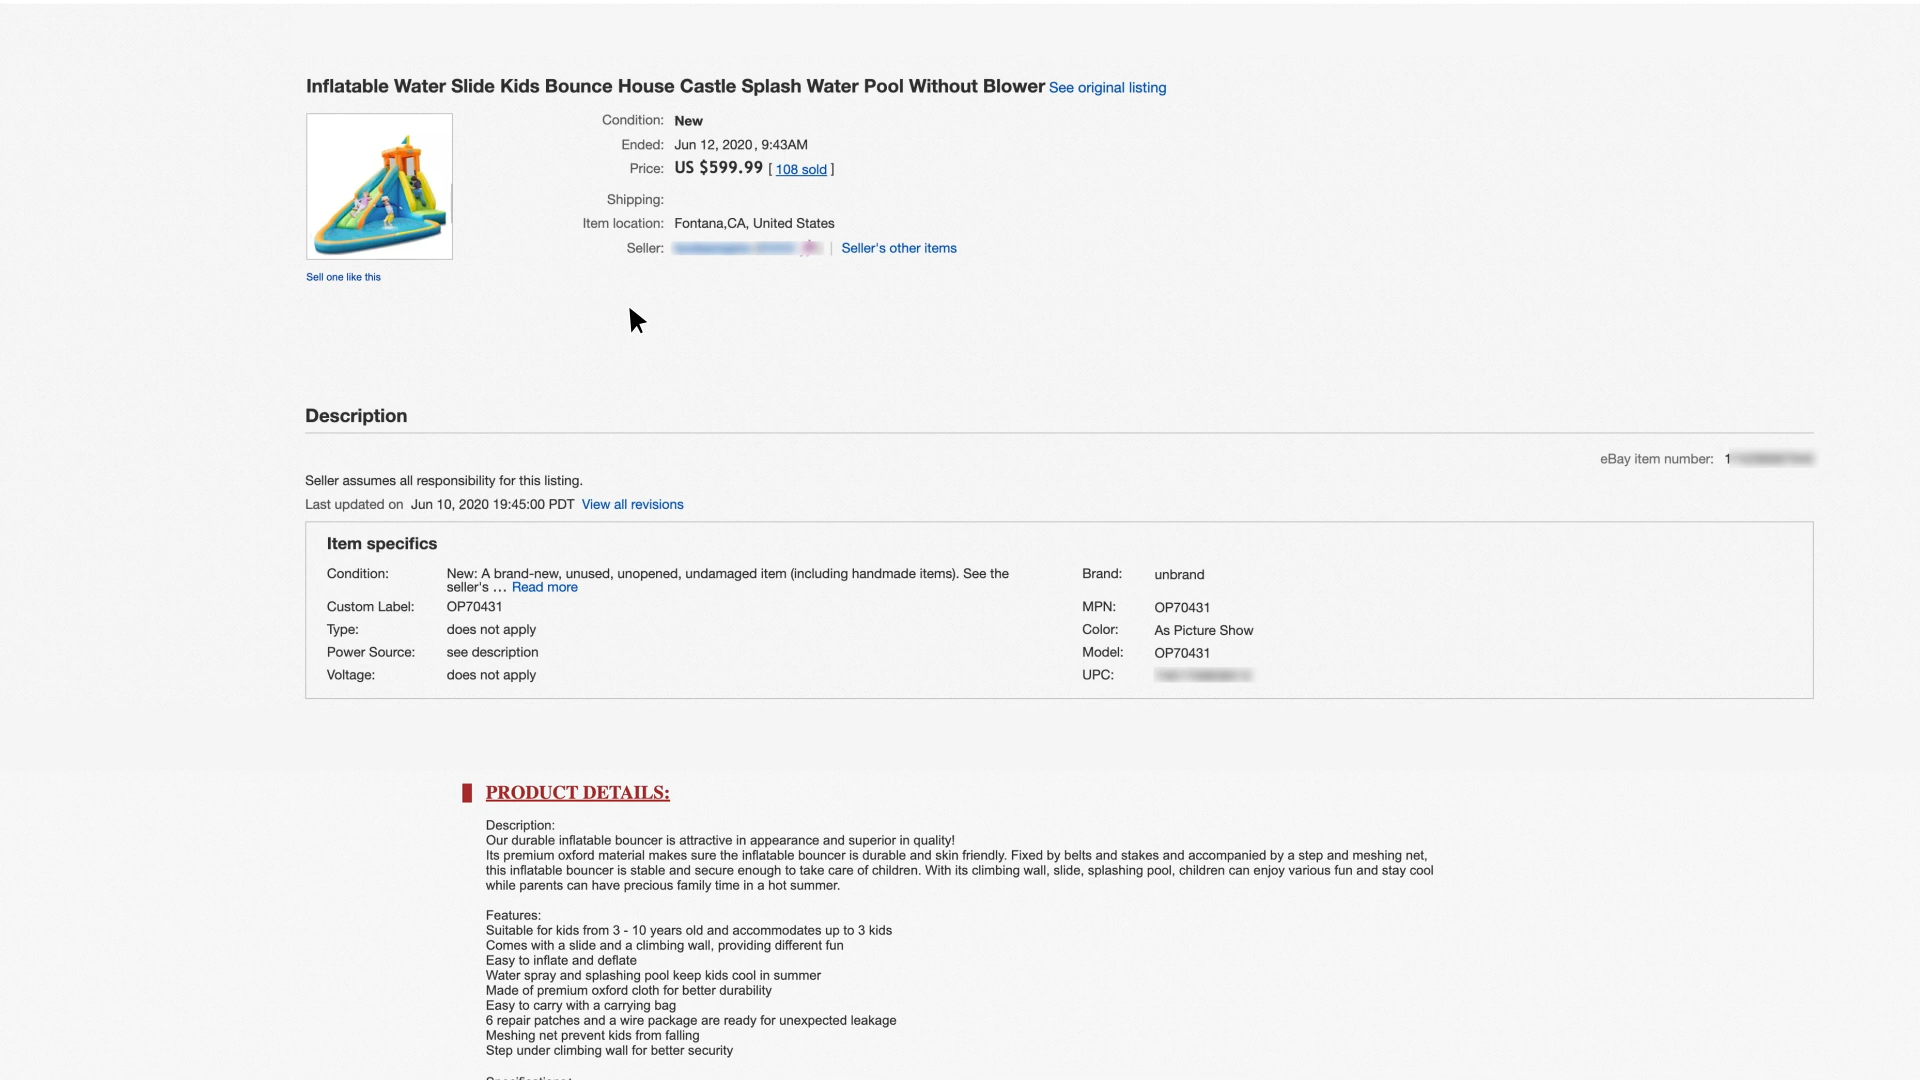 Inflatable Water Slide Kids Bounce House Castle Splash Water Pool Without Blower See original listing
Condition: New
Ended: Jun 12, 2020, 9:43AM
Price: US $599.99 [ 108 sold ]
Shipping:
Item location: Fontana,CA, United States
Seller: | Seller's other items
Sell one like this
Description
eBay item number: 1
Seller assumes all responsibility for this listing.
Last updated on Jun 10, 2020 19:45:00 PDT View all revisions
Item specifics
Condition: New: A brand-new, unused, unopened, undamaged item (including handmade items). See the
seller's ... Read more
Brand: unbrand
Custom Label: OP70431
MPN: OP70431
Type: does not apply
Color: As Picture Show
Power Source: see description
Model: OP70431
Voltage: does not apply
UPC:
PRODUCT DETAILS:
Description:
Our durable inflatable bouncer is attractive in appearance and superior in quality!
Its premium oxford material makes sure the inflatable bouncer is durable and skin friendly. Fixed by belts and stakes and accompanied by a step and meshing net,
this inflatable bouncer is stable and secure enough to take care of children. With its climbing wall, slide, splashing pool, children can enjoy various fun and stay cool
while parents can have precious family time in a hot summer.
Features:
Suitable for kids from 3 - 10 years old and accommodates up to 3 kids
Comes with a slide and a climbing wall, providing different fun
Easy to inflate and deflate
Water spray and splashing pool keep kids cool in summer
Made of premium oxford cloth for better durability
Easy to carry with a carrying bag
6 repair patches and a wire package are ready for unexpected leakage
Meshing net prevent kids from falling
Step under climbing wall for better security